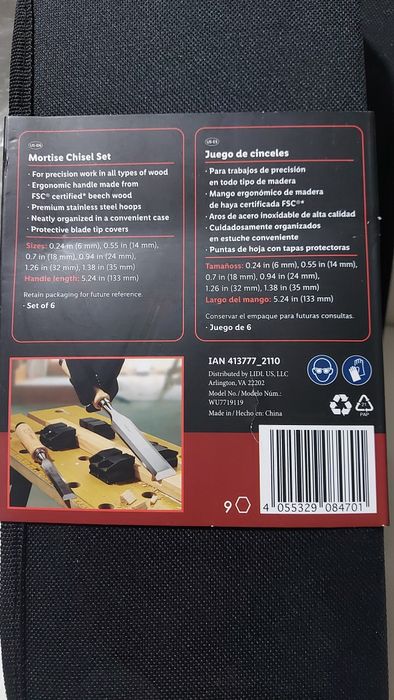 US-EN
Mortise Chisel Set
· For precision work in all types of wood
· Ergonomic handle made from
FSC® certified* beech wood
· Premium stainless steel hoops
· Neatly organized in a convenient case
· Protective blade tip covers
Sizes: 0.24 in (6 mm), 0.55 in (14 mm),
0.7 in (18 mm), 0.94 in (24 mm),
1.26 in (32 mm), 1.38 in (35 mm)
Handle length: 5.24 in (133 mm)
Retain packaging for future reference.
· Set of 6
US-ES
Juego de cinceles
· Para trabajos de precisión
en todo tipo de madera
· Mango ergonómico de madera
de haya certificada FSC®*
· Aros de acero inoxidable de alta calidad
· Cuidadosamente organizados
en estuche conveniente
· Puntas de hoja con tapas protectoras
Tamañoss: 0.24 in (6 mm), 0.55 in (14 mm),
0.7 in (18 mm), 0.94 in (24 mm),
1.26 in (32 mm), 1.38 in (35 mm)
Largo del mango: 5.24 in (133 mm)
Conservar el empaque para futuras consultas.
· Juego de 6
IAN 413777_2110
Distributed by LIDL US, LLC
Arlington, VA 22202
Model No./Modelo Núm.:
WU7719119
Made in / Hecho en: China
PAP
9
4 055329 084701